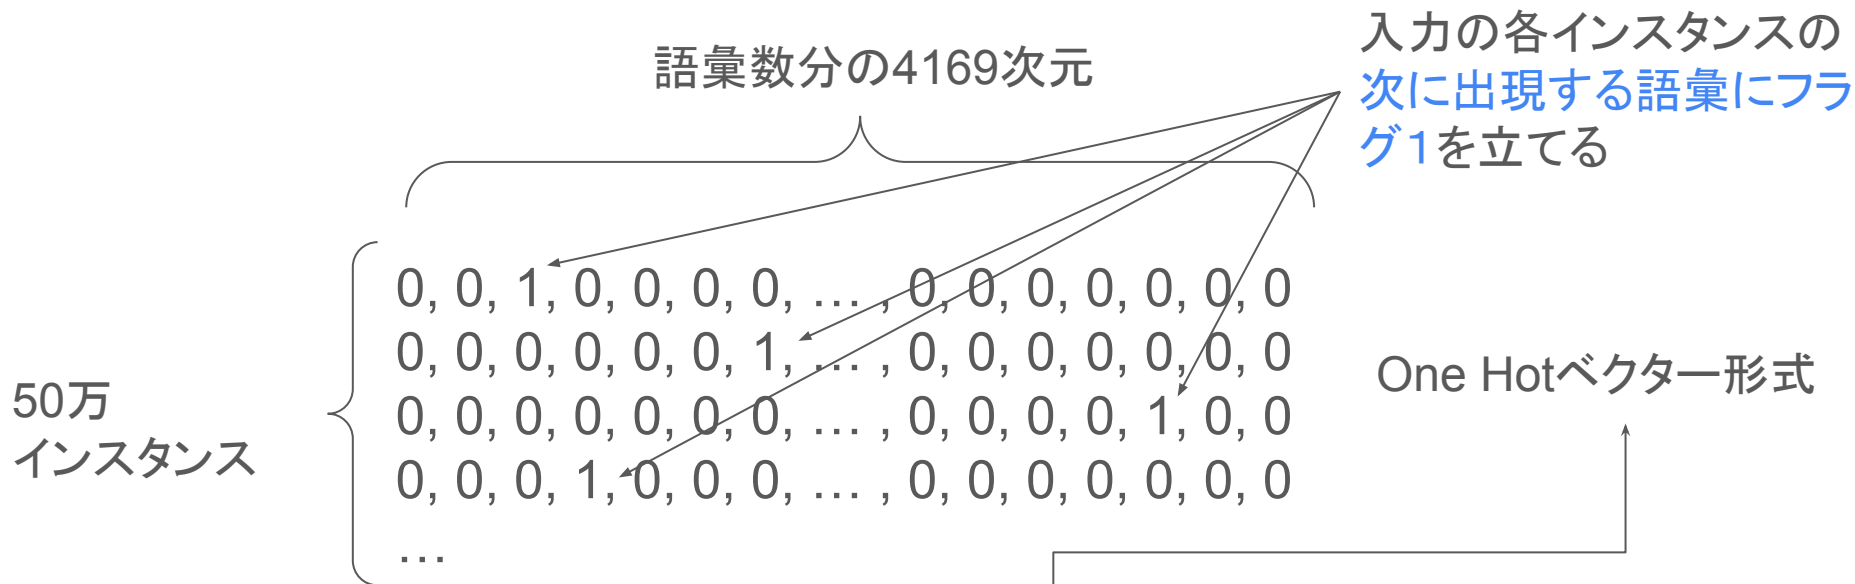 入力の各インスタンスの
次に出現する語彙にフラ
グ1を立てる
語彙数分の4169次元
0, 0, 1, 0, 0, 0, 0, … , 0, 0, 0, 0, 0, 0, 0
0, 0, 0, 0, 0, 0, 1, … , 0, 0, 0, 0, 0, 0, 0
0, 0, 0, 0, 0, 0, 0, … , 0, 0, 0, 0, 1, 0, 0
0, 0, 0, 1, 0, 0, 0, … , 0, 0, 0, 0, 0, 0, 0
…
50万
インスタンス
One Hotベクター形式